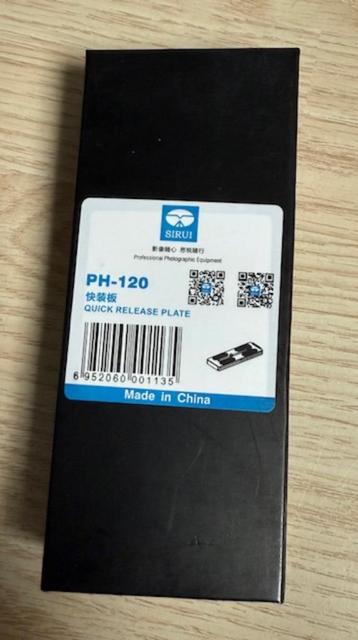 SIRUI
影像随心 思悦随行
Professional Photographic Equipment
PH-120
快装板
QUICK RELEASE PLATE
6 952060 001135
Made in China